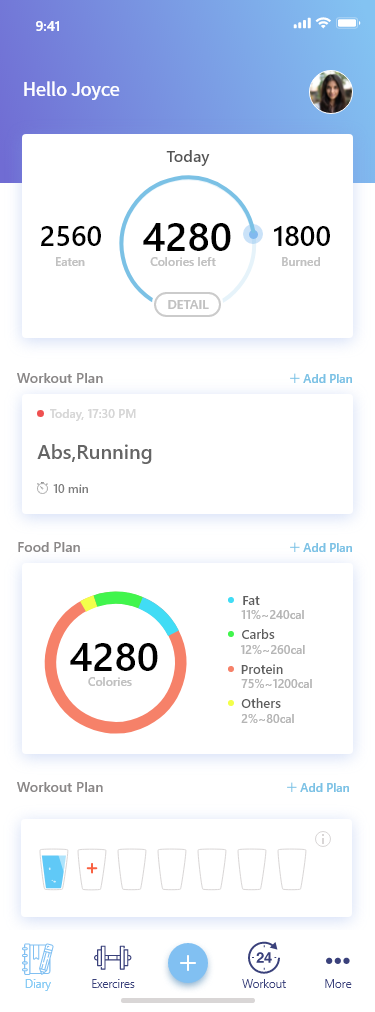 9:41
Hello Joyce
Today
2560
Eaten
4280
Calories left
1800
Burned
DETAIL
Workout Plan
+ Add Plan
Today, 17:30 PM
Abs,Running
10 min
Food Plan
+ Add Plan
4280
Calories
Fat
11%~240cal
Carbs
12%~260cal
Protein
75%~1200cal
Others
2%~80cal
Workout Plan
+ Add Plan
Diary
Exercires
24
Workout
More